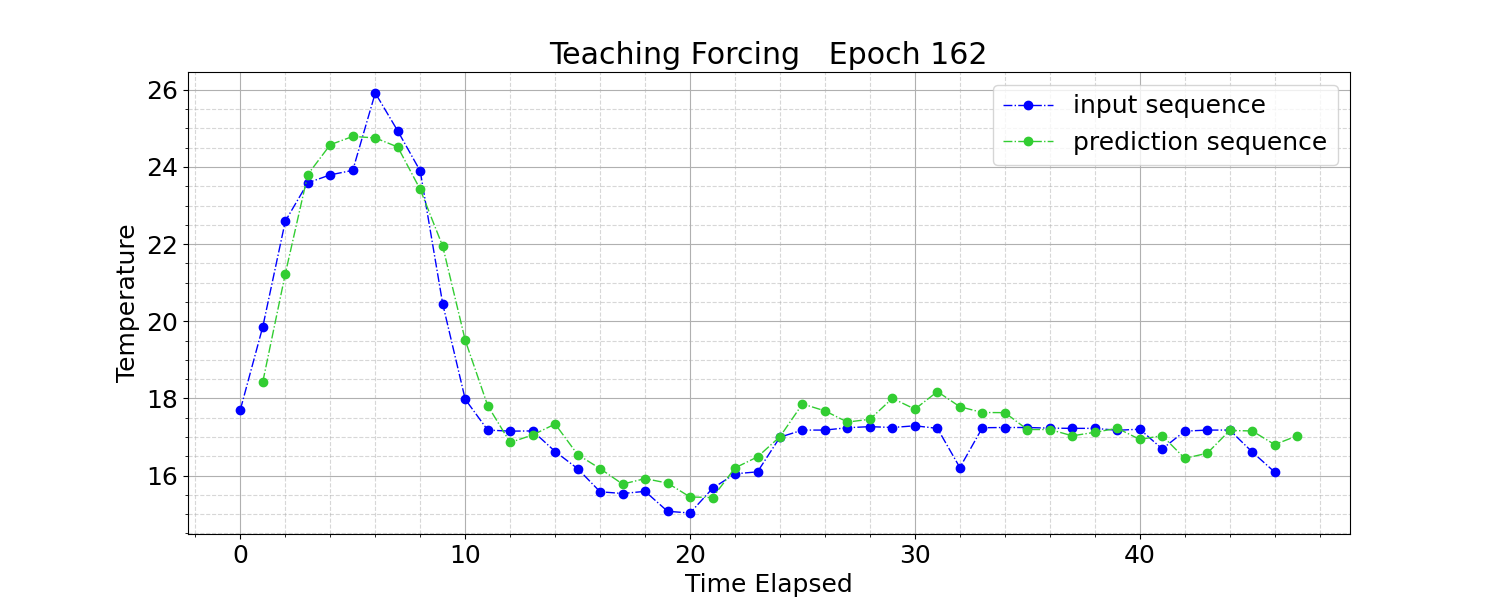 Teaching Forcing   Epoch 162
input sequence
prediction sequence
Temperature
26
24
22
20
18
16
0 10 20 30 40
Time Elapsed